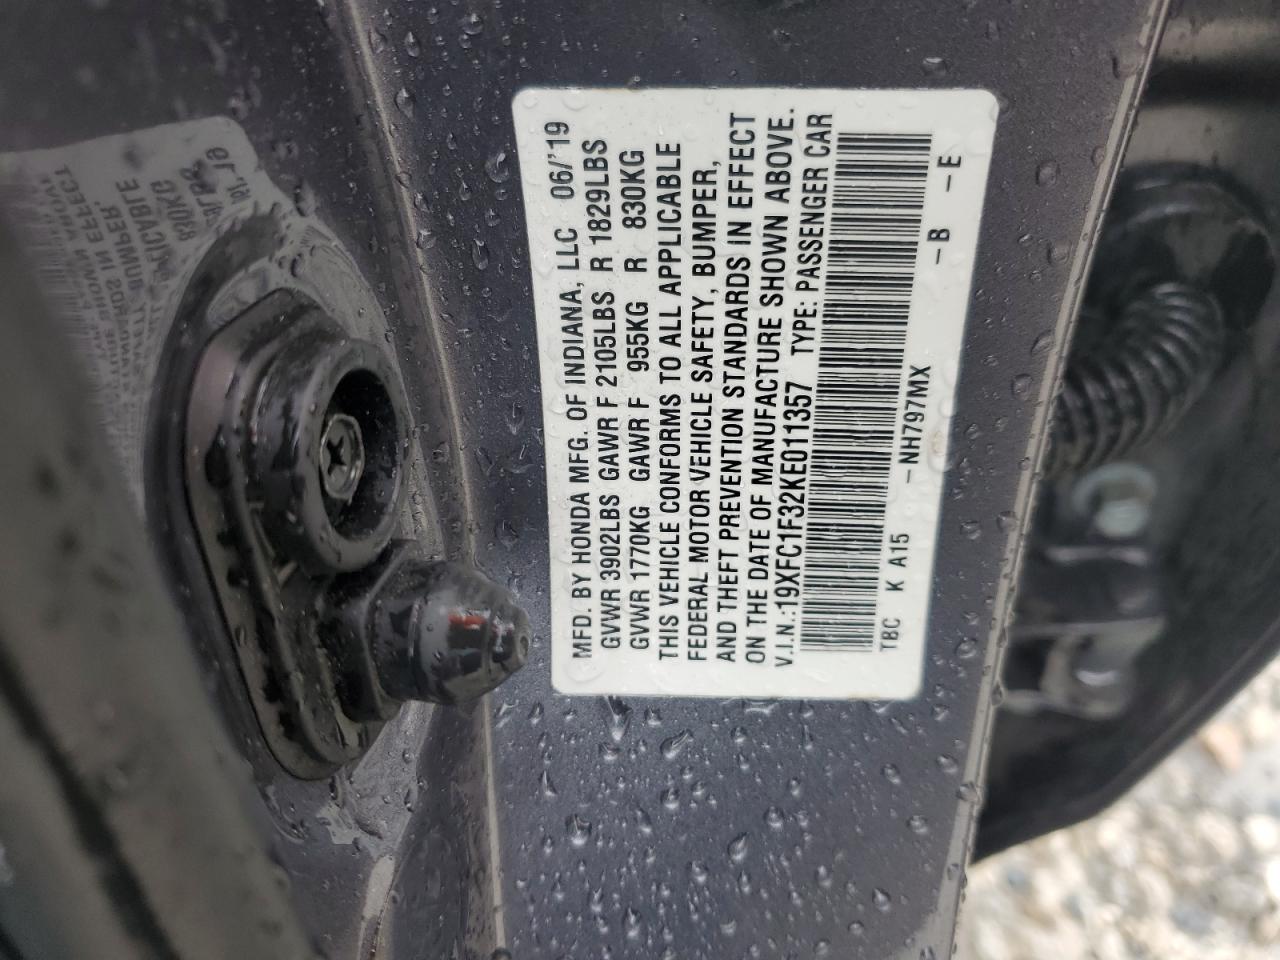 MFD. BY HONDA MFG. OF INDIANA, LLC 06/'19
GVWR 3902LBS GAWR F 2105LBS R 1829LBS
GVWR 1770KG GAWR F 955KG R 830KG
THIS VEHICLE CONFORMS TO ALL APPLICABLE
FEDERAL MOTOR VEHICLE SAFETY, BUMPER,
AND THEFT PREVENTION STANDARDS IN EFFECT
ON THE DATE OF MANUFACTURE SHOWN ABOVE.
V.I.N.:19XFC1F32KE011357 TYPE: PASSENGER CAR
TBC K A15 -NH797MX -B -E